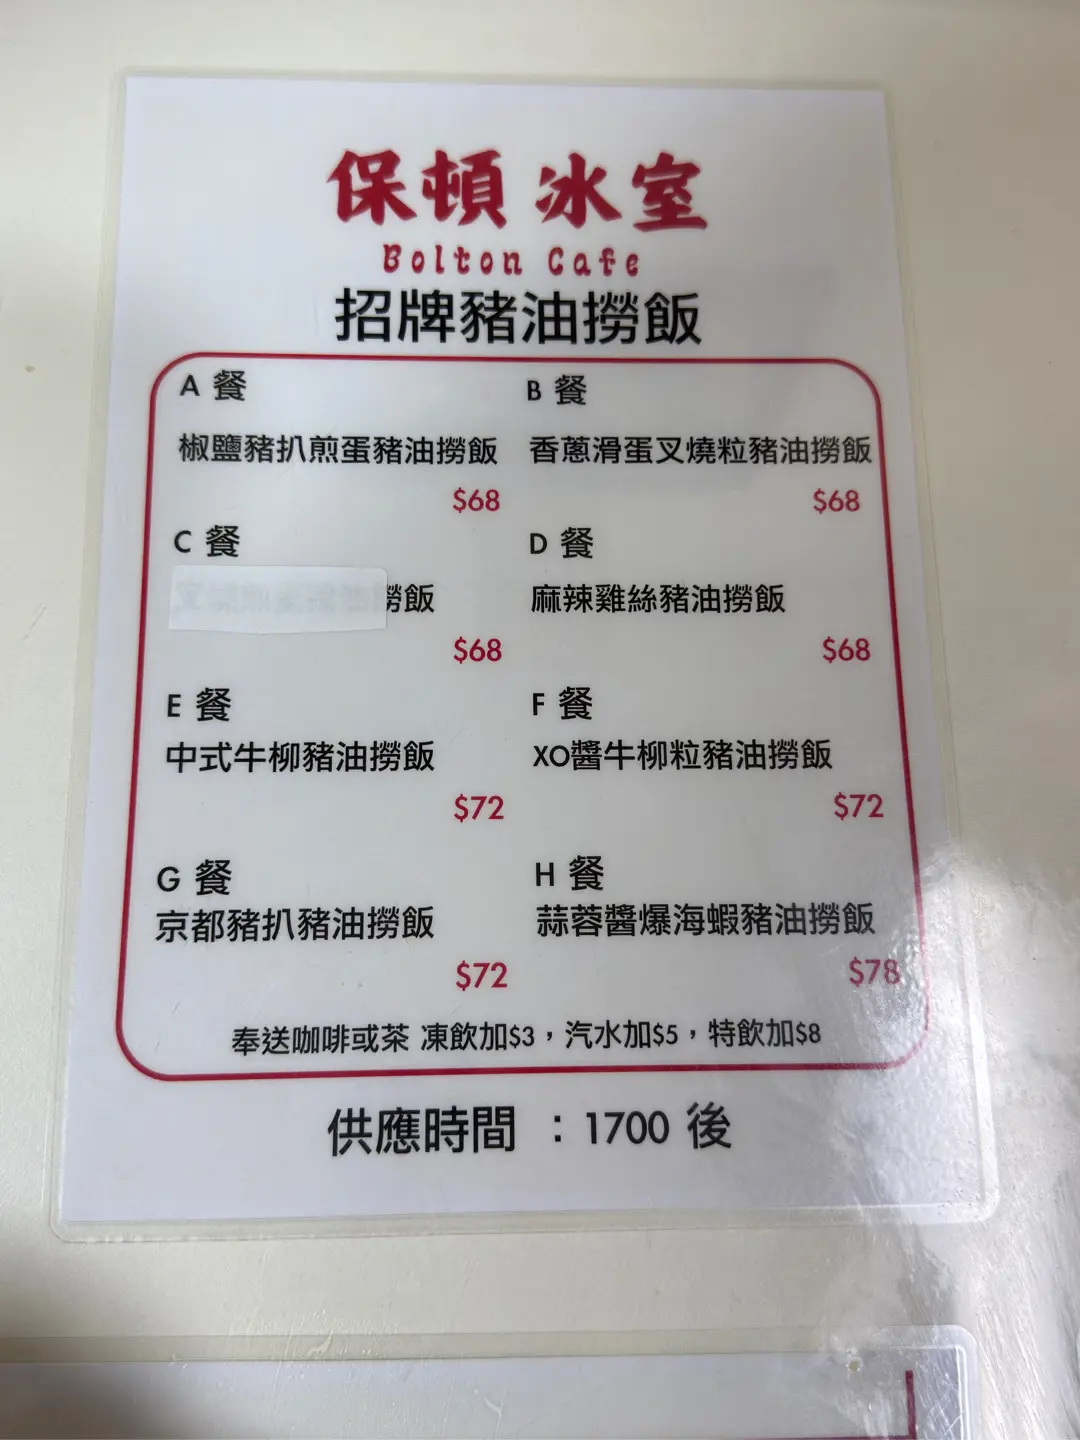 保頓冰室
Bolton Cafe
招牌豬油撈飯
A 餐
椒鹽豬扒煎蛋豬油撈飯
$68
B 餐
香蔥滑蛋叉燒粒豬油撈飯
$68
C 餐
撈飯
$68
D 餐
麻辣雞絲豬油撈飯
$68
E 餐
中式牛柳豬油撈飯
$72
F 餐
XO醬牛柳粒豬油撈飯
$72
G 餐
京都豬扒豬油撈飯
$72
H 餐
蒜蓉醬爆海蝦豬油撈飯
$78
奉送咖啡或茶 凍飲加$3，汽水加$5，特飲加$8
供應時間 ：1700 後